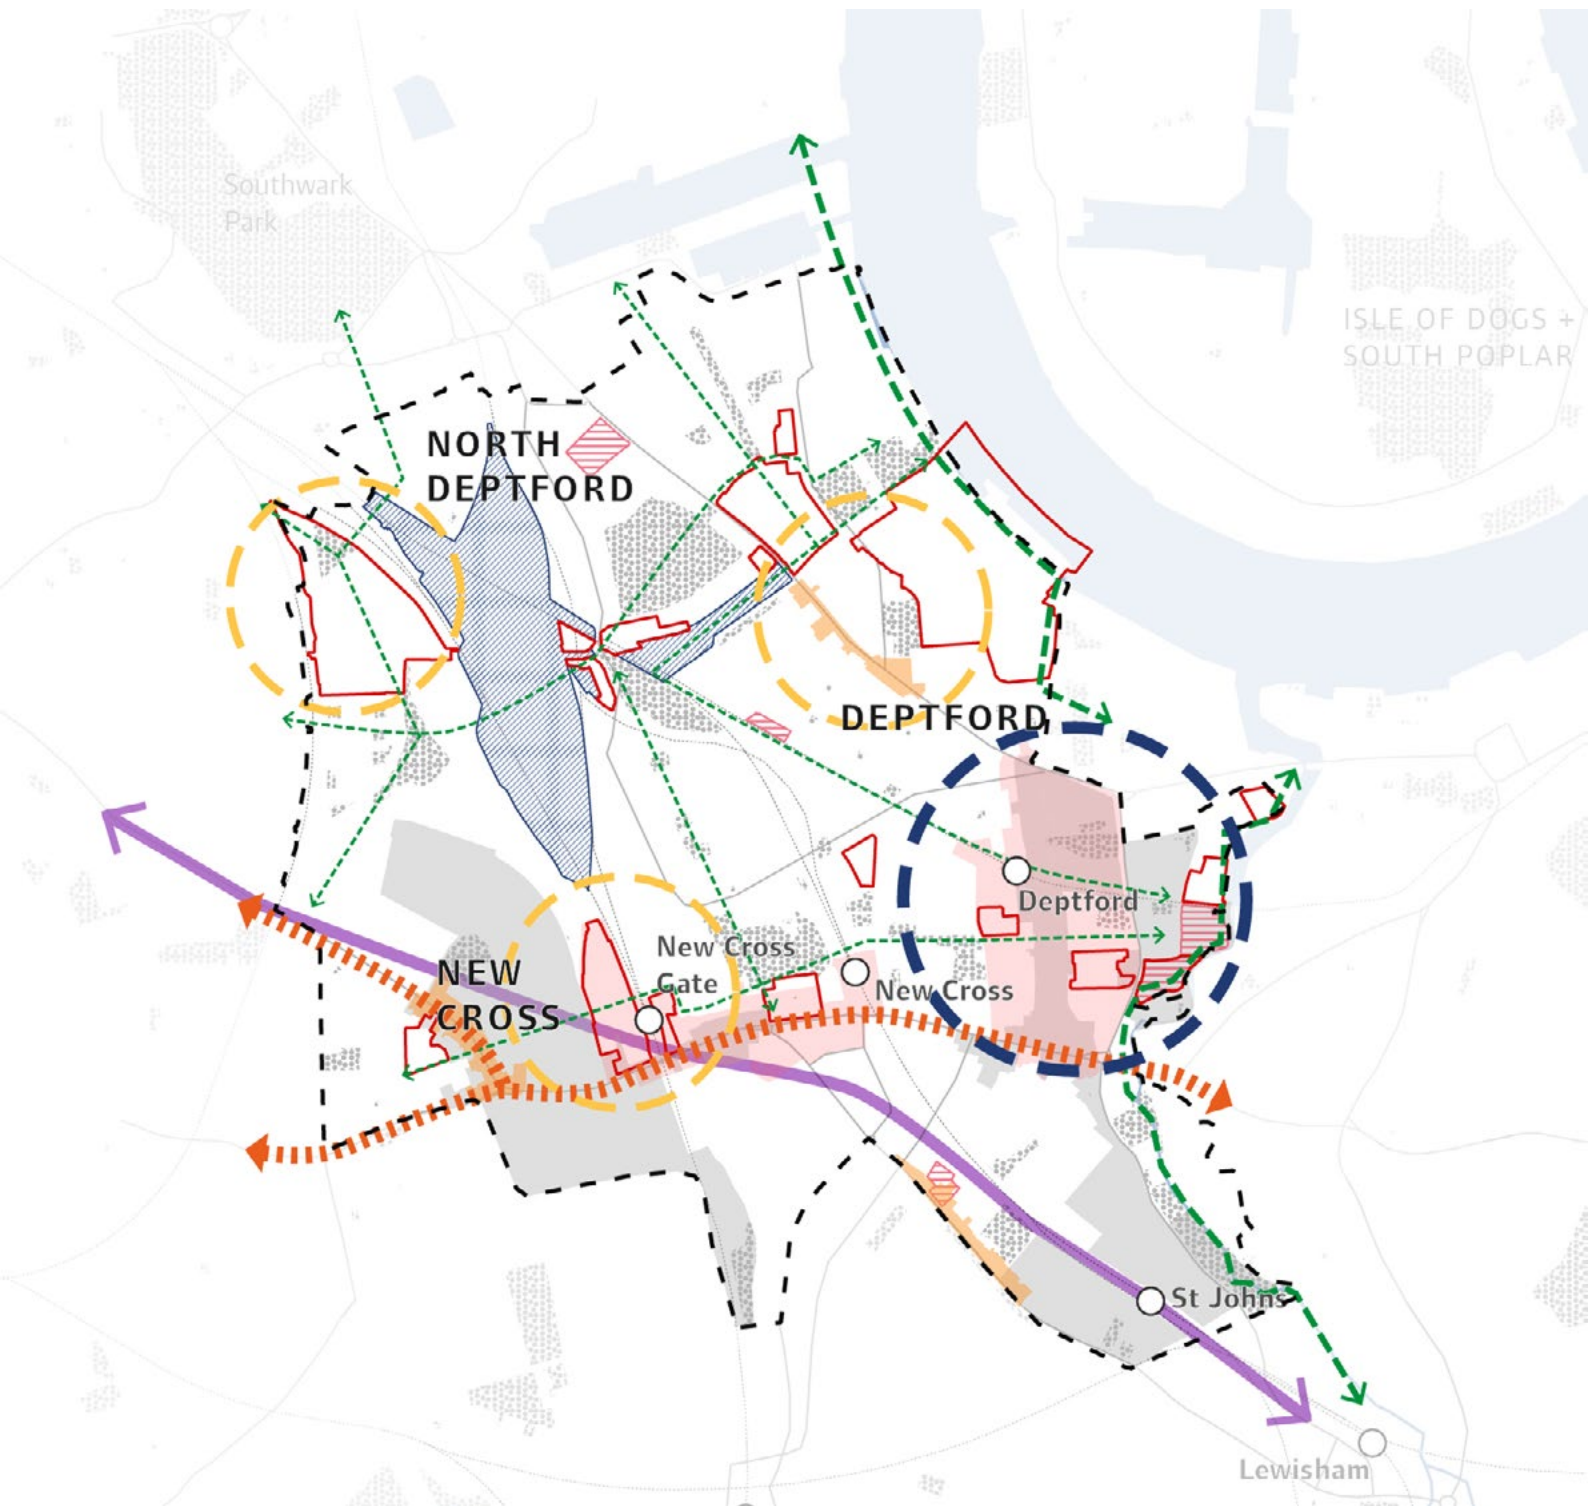 Southwark
Park
ISLE OF DOGS +
SOUTH POPLAR
NORTH
DEPTFORD
DEPTFORD
Deptford
NEW
CROSS
New Cross
Gate
New Cross
St Johns
Lewisham